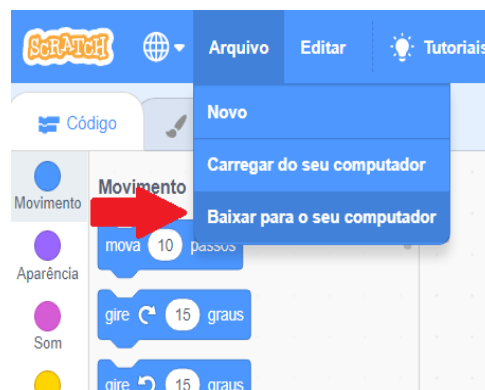 SCRATCH Arquivo Editar Tutoriais
Novo
Carregar do seu computador
Baixar para o seu computador
Código
Movimento
Aparência
Som
Movimento
mova 10 passos
gire 15 graus
gire 15 graus